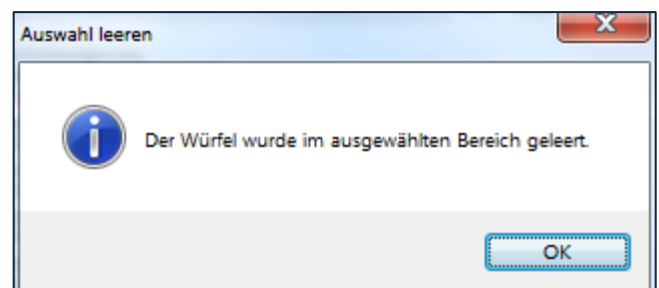 Auswahl leeren
Der Würfel wurde im ausgewählten Bereich geleert.
OK